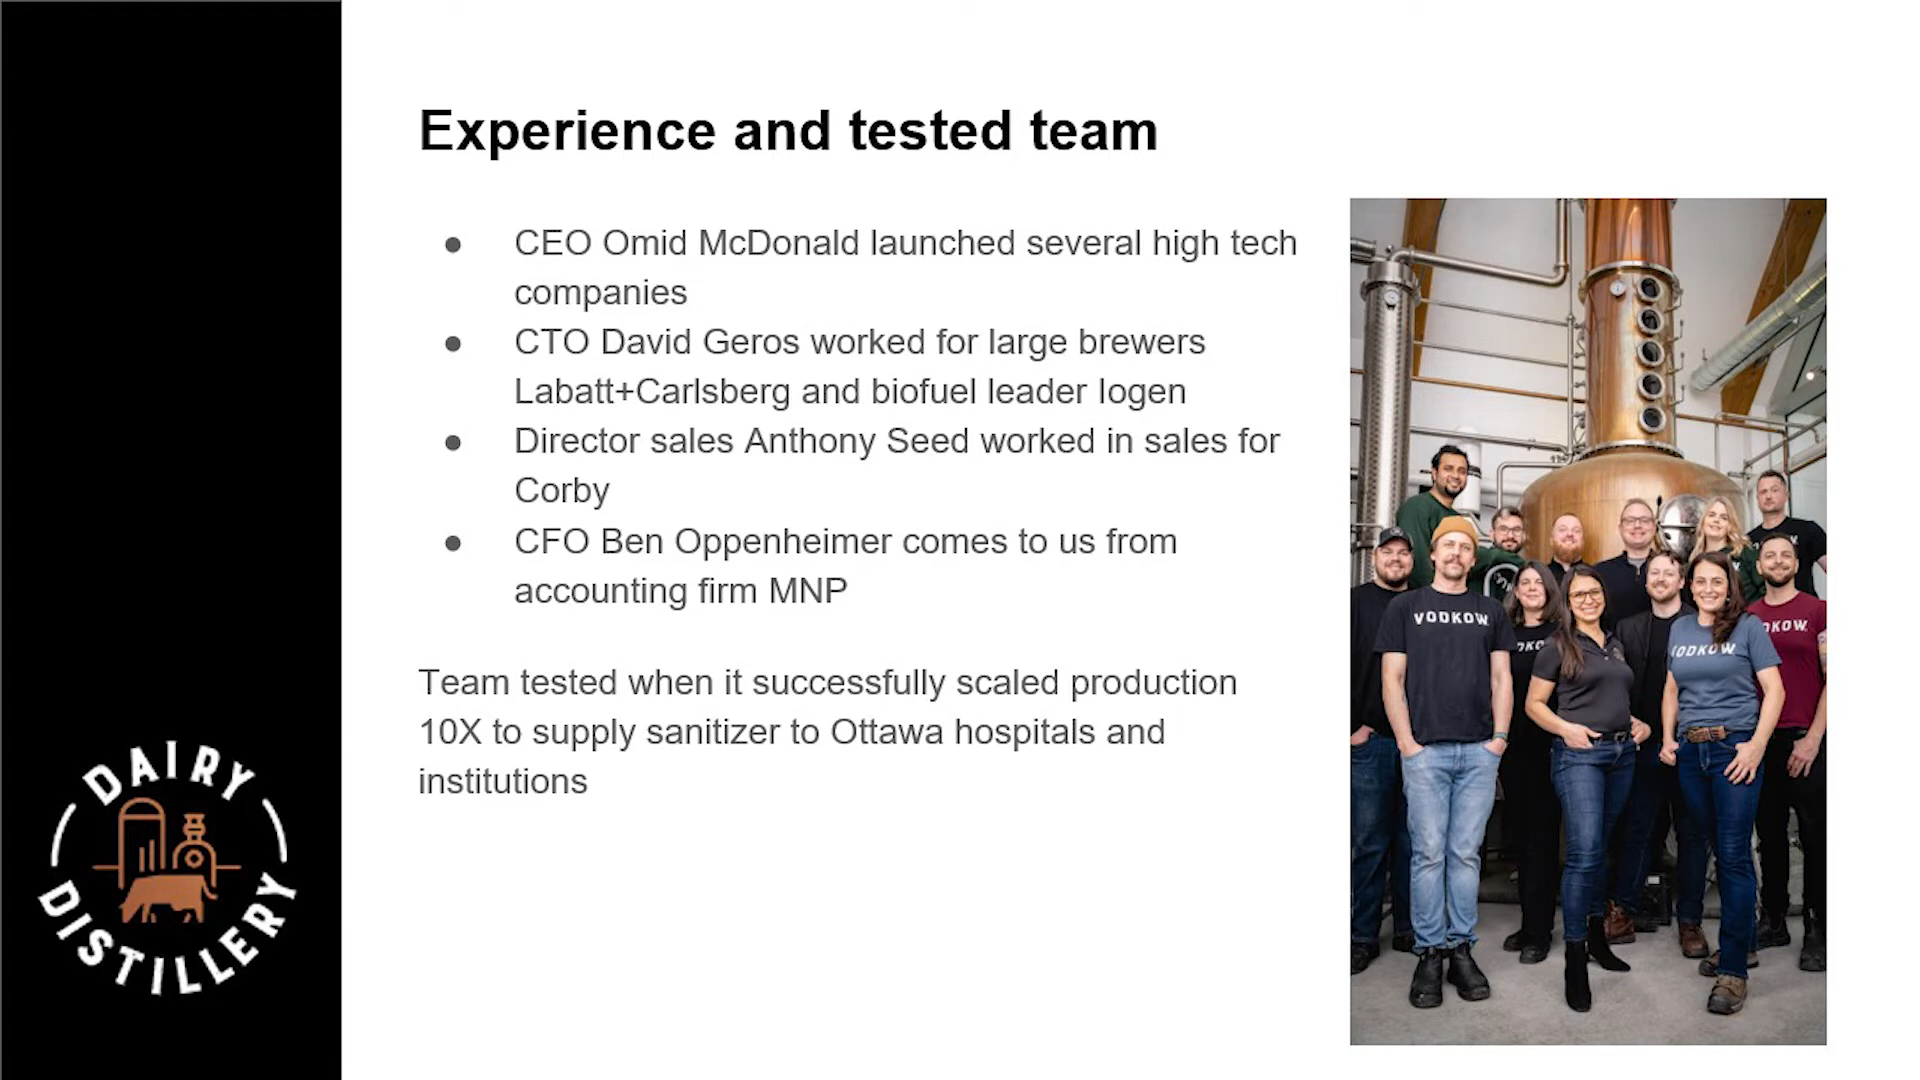 Experience and tested team
● CEO Omid McDonald launched several high tech
companies
● CTO David Geros worked for large brewers
Labatt+Carlsberg and biofuel leader Iogen
● Director sales Anthony Seed worked in sales for
Corby
● CFO Ben Oppenheimer comes to us from
accounting firm MNP
Team tested when it successfully scaled production
10X to supply sanitizer to Ottawa hospitals and
institutions
DAIRY
DISTILLERY
VODKOW
ODKOW